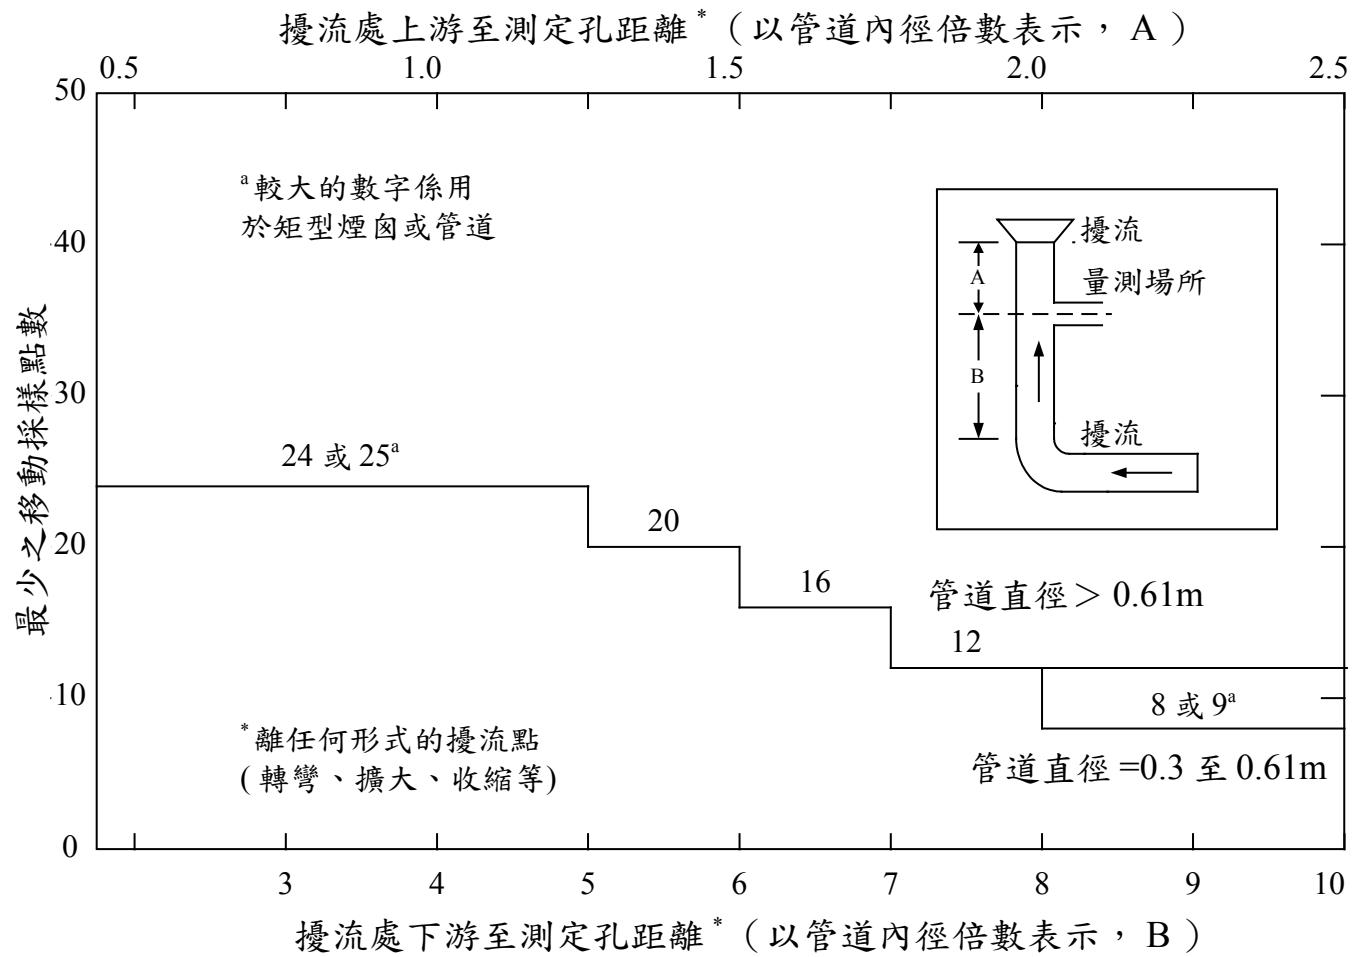 擾流處上游至測定孔距離*（以管道內徑倍數表示，A）
0.5 1.0 1.5 2.0 2.5
50
40
30
20
10
0
最少之移動採樣點數
a較大的數字係用
於矩型煙囪或管道
擾流
A
量測場所
B
擾流
24 或 25a
20
16
管道直徑＞0.61m
12
8 或 9a
*離任何形式的擾流點
(轉彎、擴大、收縮等)
管道直徑=0.3 至 0.61m
3 4 5 6 7 8 9 10
擾流處下游至測定孔距離*（以管道內徑倍數表示，B）